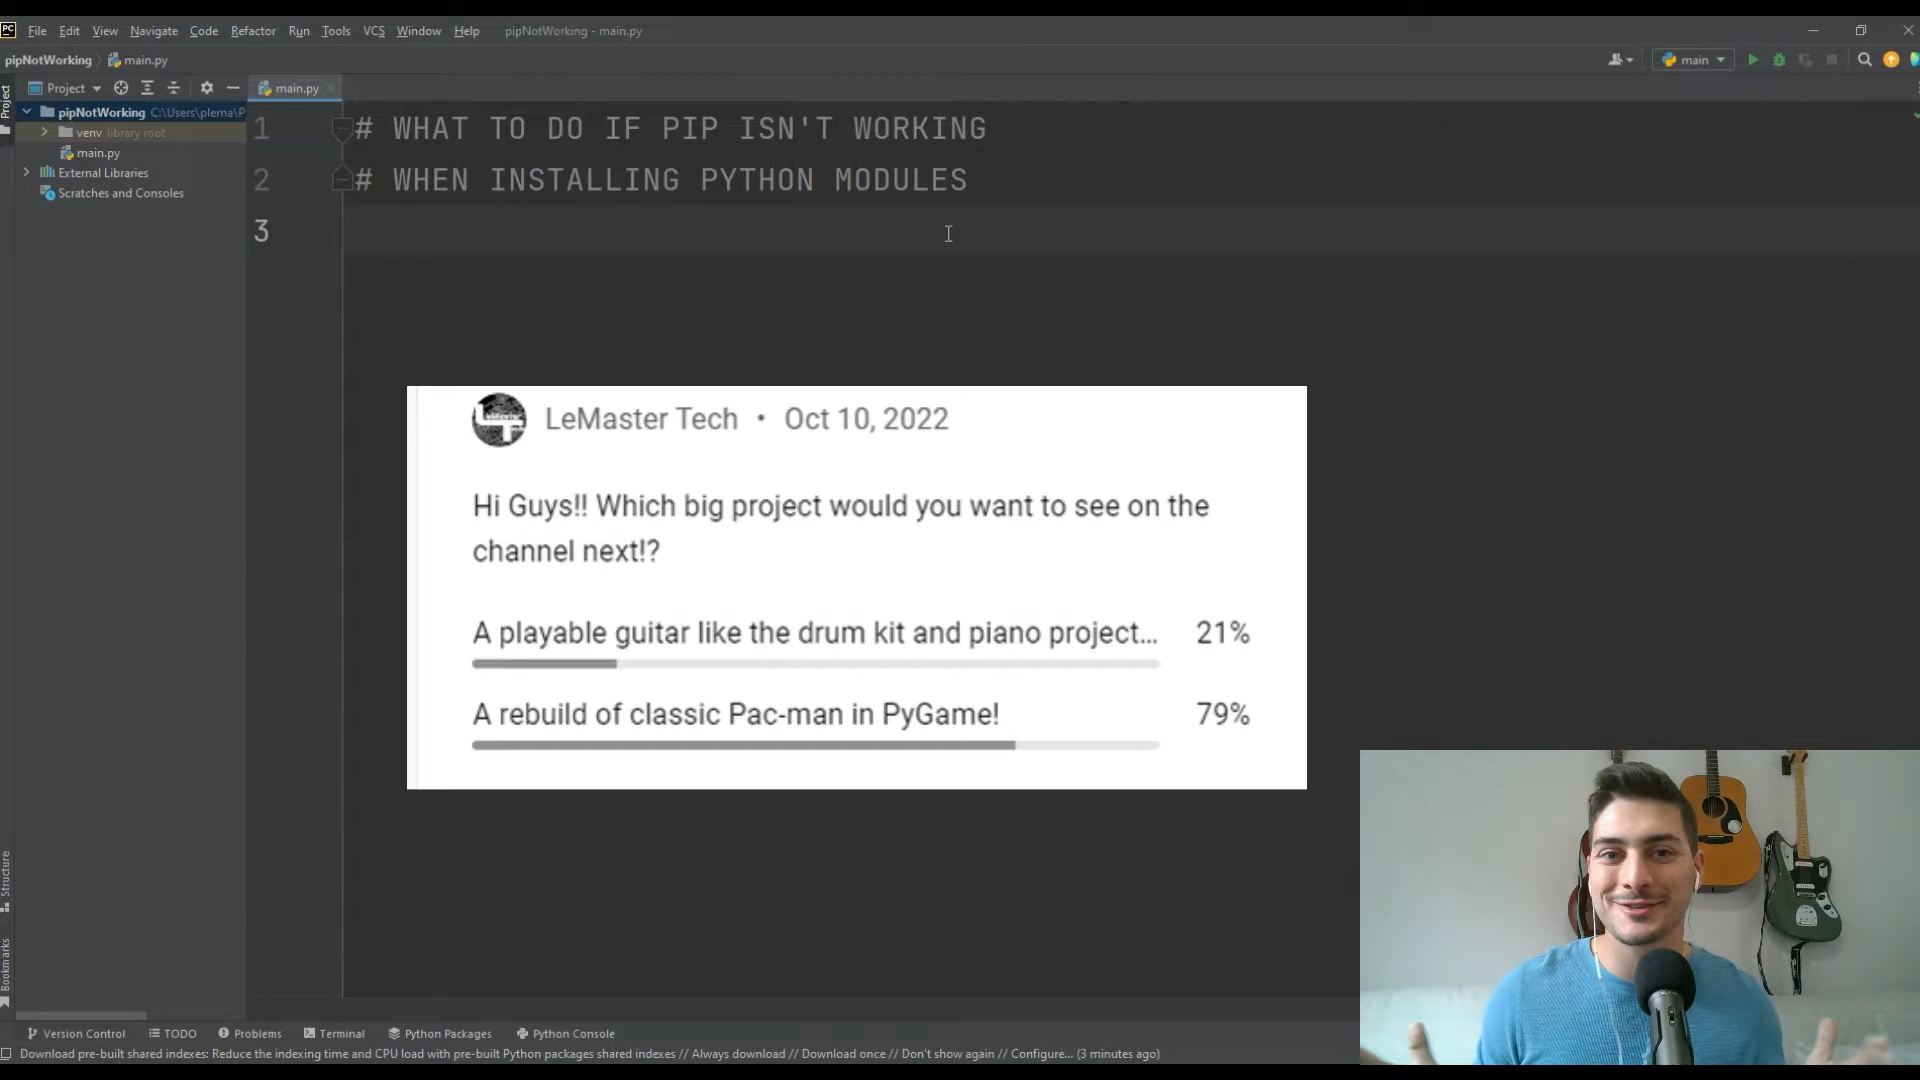 PC File Edit View Navigate Code Refactor Run Tools VCS Window Help pipNotWorking - main.py
pipNotWorking main.py main
Project Project main.py
pipNotWorking C:\Users\plema\P
venv library root
main.py
External Libraries
Scratches and Consoles
1 # WHAT TO DO IF PIP ISN'T WORKING
2 # WHEN INSTALLING PYTHON MODULES
3
LeMaster Tech • Oct 10, 2022
Hi Guys!! Which big project would you want to see on the
channel next!?
A playable guitar like the drum kit and piano project... 21%
A rebuild of classic Pac-man in PyGame! 79%
Structure
Bookmarks
Version Control TODO Problems Terminal Python Packages Python Console
Download pre-built shared indexes: Reduce the indexing time and CPU load with pre-built Python packages shared indexes // Always download // Download once // Don't show again // Configure... (3 minutes ago)